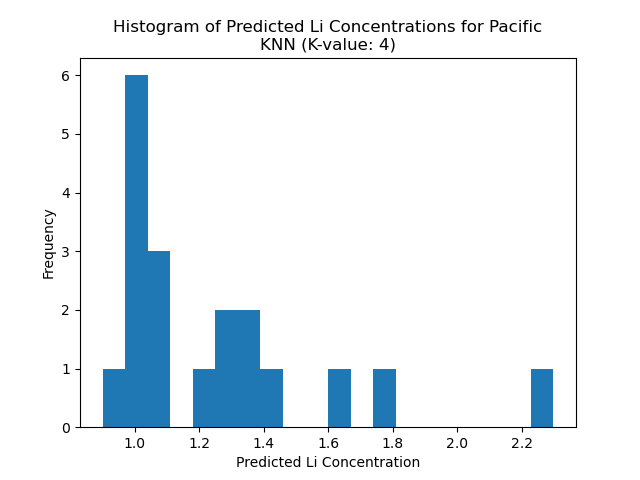 Histogram of Predicted Li Concentrations for Pacific
KNN (K-value: 4)
6
5
4
3
2
1
0
Frequency
1.0 1.2 1.4 1.6 1.8 2.0 2.2
Predicted Li Concentration